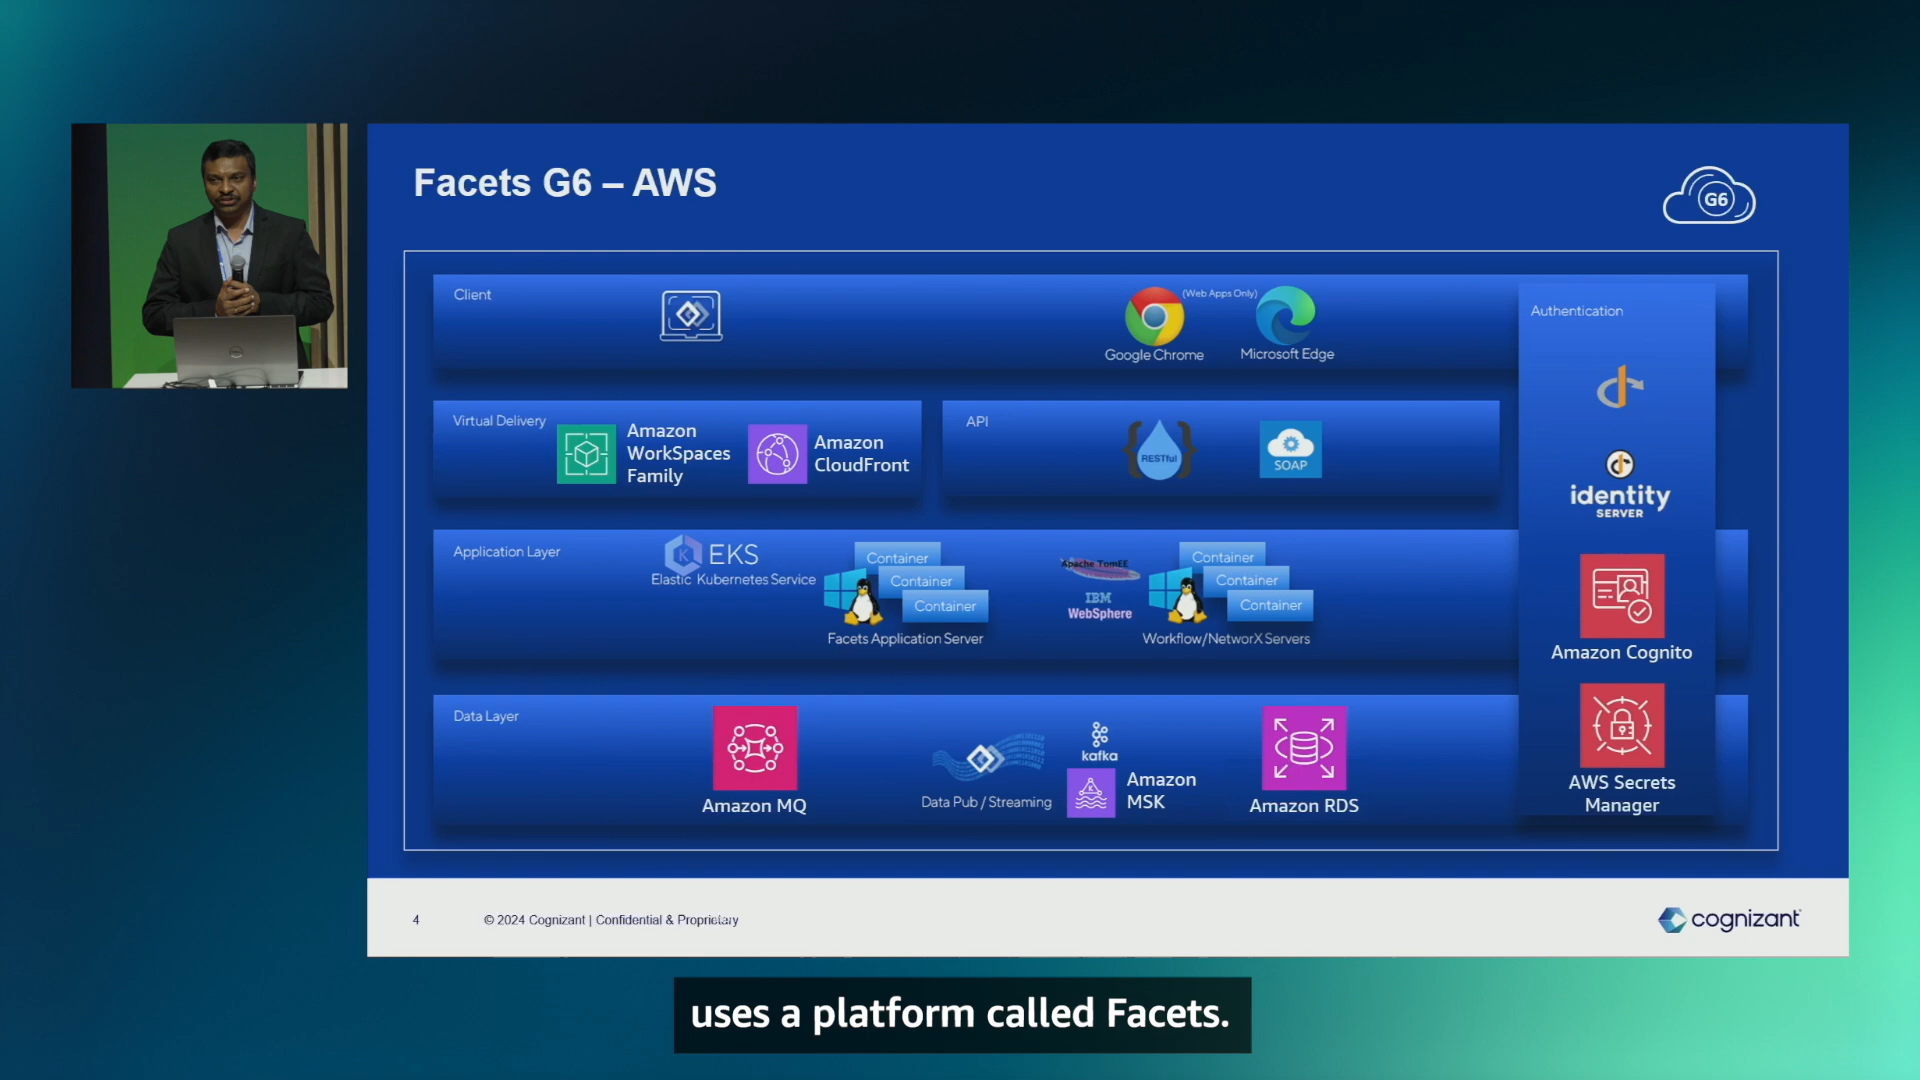 Facets G6 – AWS
G6
Client
(Web Apps Only)
Google Chrome
Microsoft Edge
Authentication
Virtual Delivery
Amazon
WorkSpaces
Family
Amazon
CloudFront
API
{RESTful}
SOAP
identity
SERVER
Application Layer
EKS
Elastic Kubernetes Service
Container
Container
Container
Facets Application Server
Apache TomEE
IBM
WebSphere
Container
Container
Container
Workflow/NetworX Servers
Amazon Cognito
Data Layer
Amazon MQ
Data Pub / Streaming
kafka
Amazon
MSK
Amazon RDS
AWS Secrets
Manager
4
© 2024 Cognizant | Confidential & Proprietary
cognizant
uses a platform called Facets.